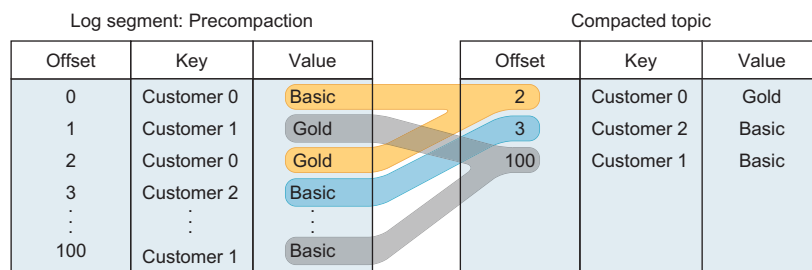 Log segment: Precompaction
Offset Key Value
0 Customer 0 Basic
1 Customer 1 Gold
2 Customer 0 Gold
3 Customer 2 Basic
100 Customer 1 Basic
Compacted topic
Offset Key Value
2 Customer 0 Gold
3 Customer 2 Basic
100 Customer 1 Basic